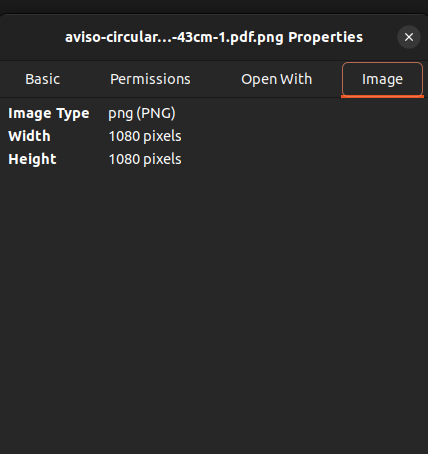 aviso-circular...-43cm-1.pdf.png Properties
Basic Permissions Open With Image
Image Type png (PNG)
Width 1080 pixels
Height 1080 pixels